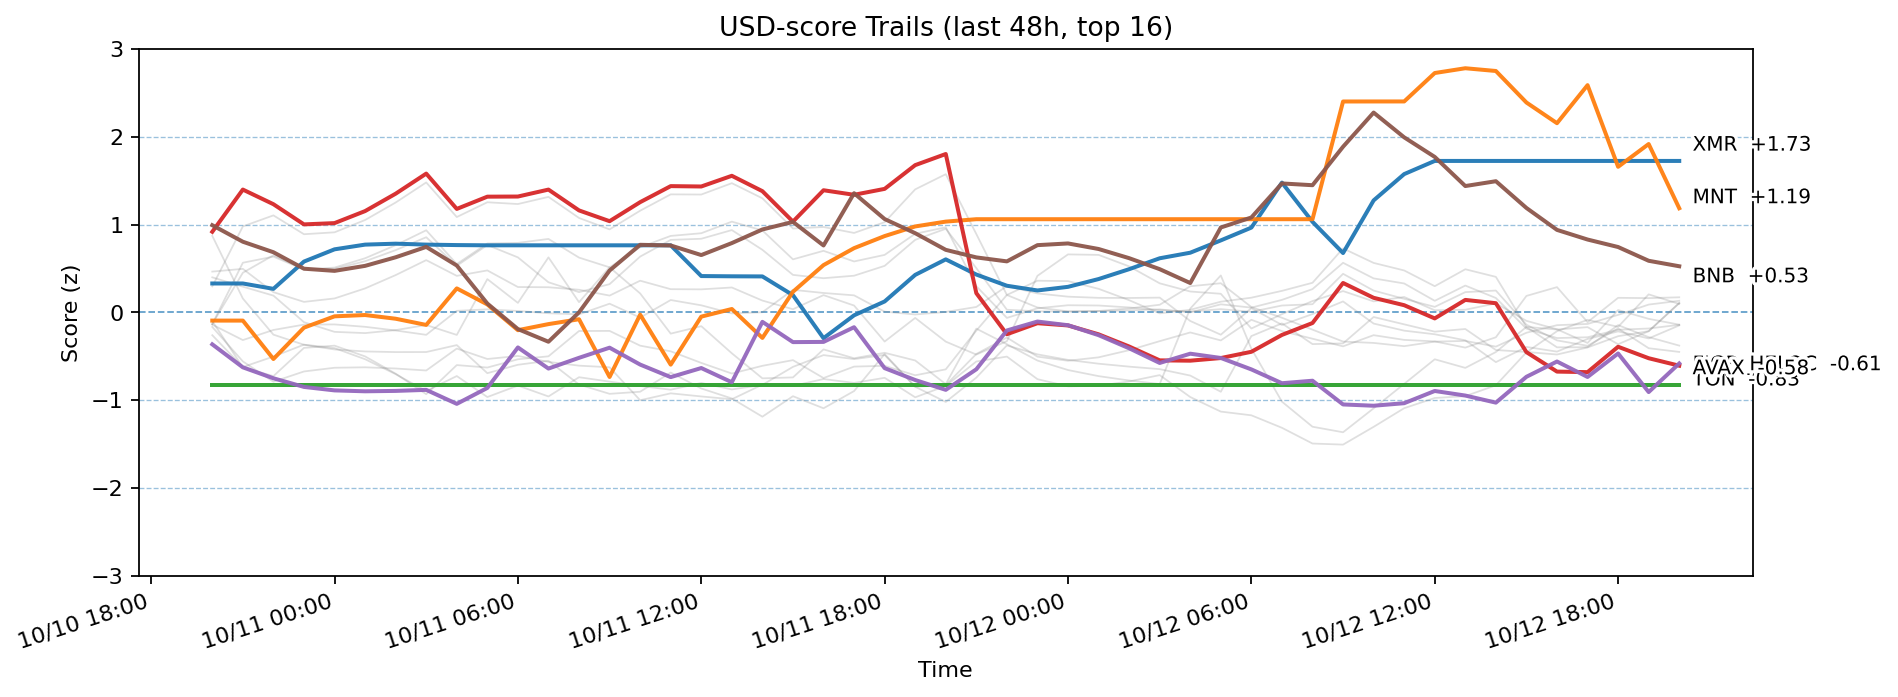 USD-score Trails (last 48h, top 16)
Score (z)
3
2
1
0
−1
−2
−3
XMR +1.73
MNT +1.19
BNB +0.53
-0.61
AVAX -0.58
TON -0.83
10/10 18:00
10/11 00:00
10/11 06:00
10/11 12:00
10/11 18:00
10/12 00:00
10/12 06:00
10/12 12:00
10/12 18:00
Time